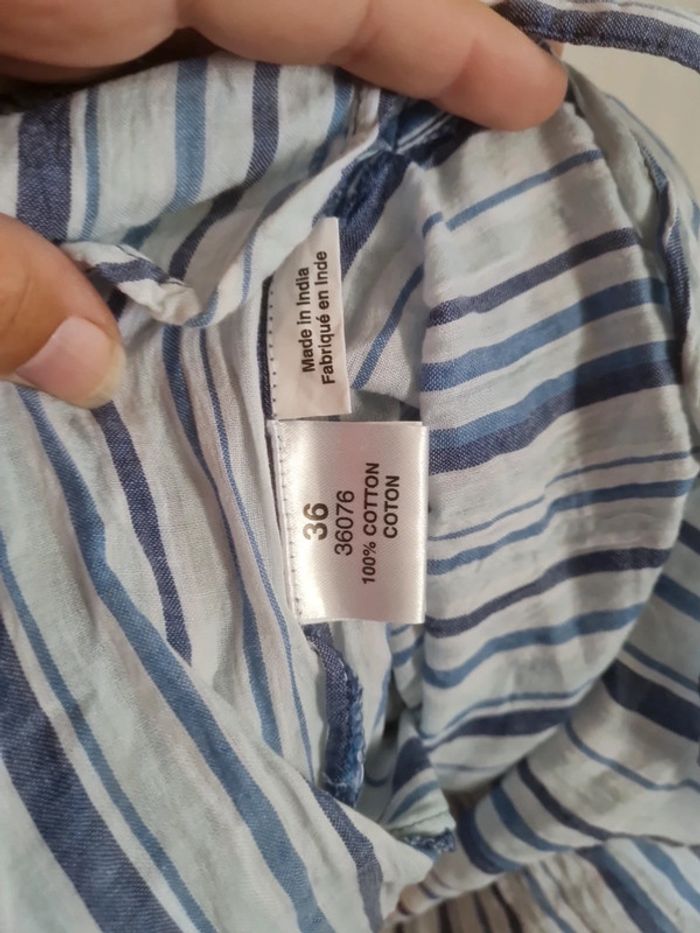 Made in India
Fabriqué en Inde
36
36076
100% COTTON
COTON